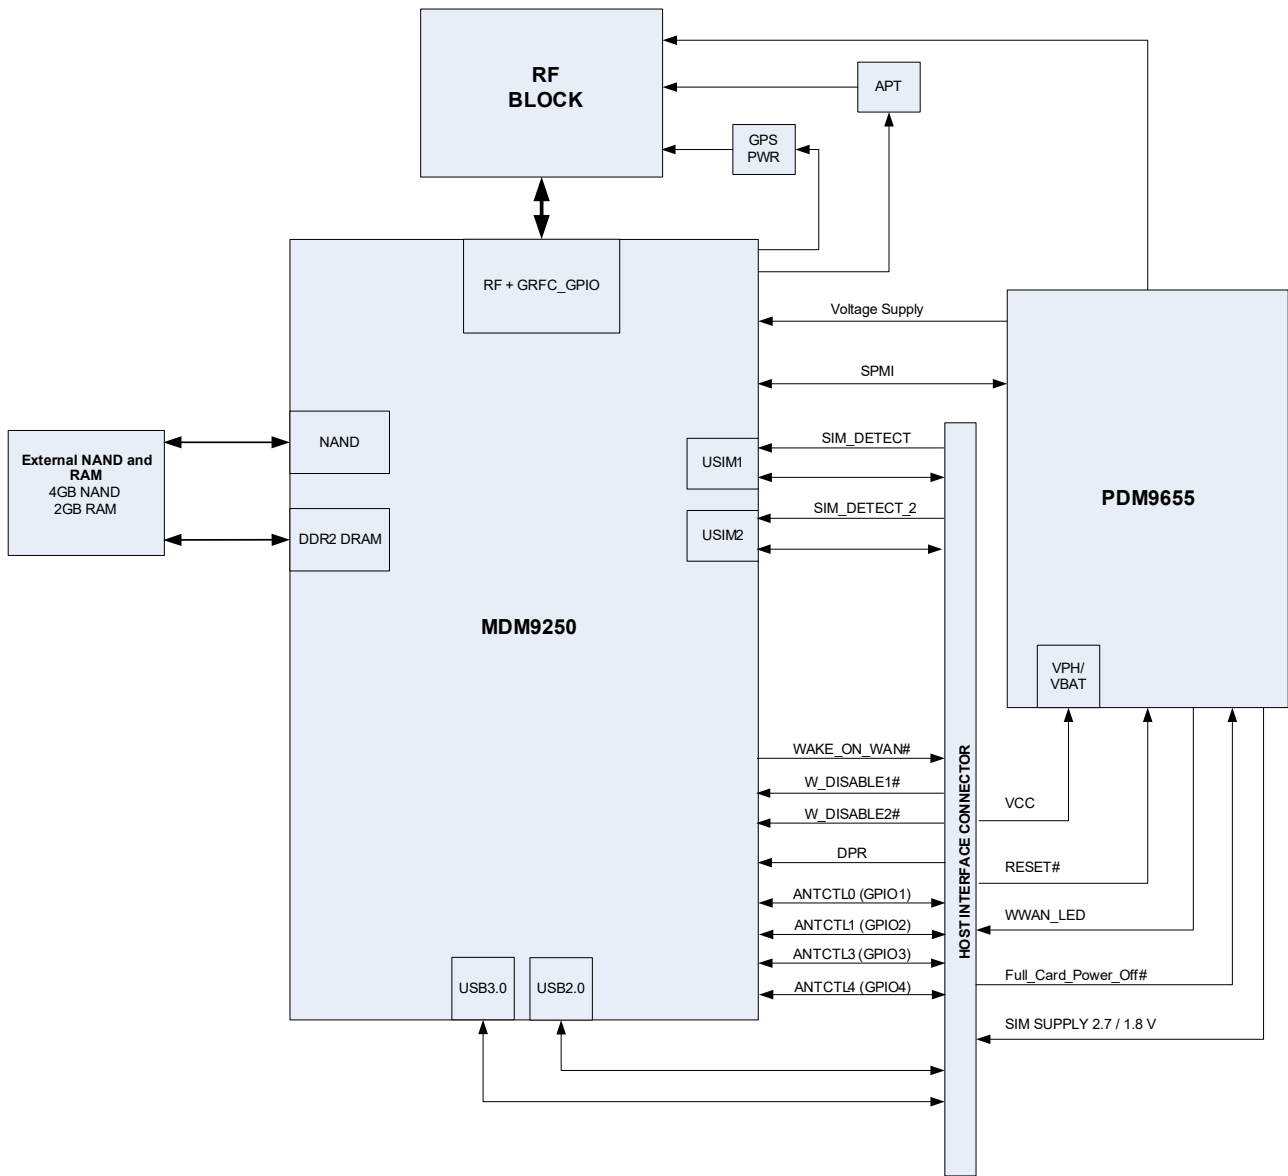 RF
BLOCK
APT
GPS
PWR
RF + GRFC_GPIO
Voltage Supply
SPMI
NAND
External NAND and
RAM
4GB NAND
2GB RAM
DDR2 DRAM
USIM1
SIM_DETECT
USIM2
SIM_DETECT_2
PDM9655
MDM9250
VPH/
VBAT
WAKE_ON_WAN#
W_DISABLE1#
W_DISABLE2#
DPR
ANTCTL0 (GPIO1)
ANTCTL1 (GPIO2)
ANTCTL3 (GPIO3)
ANTCTL4 (GPIO4)
HOST INTERFACE CONNECTOR
VCC
RESET#
WWAN_LED
Full_Card_Power_Off#
SIM SUPPLY 2.7 / 1.8 V
USB3.0
USB2.0